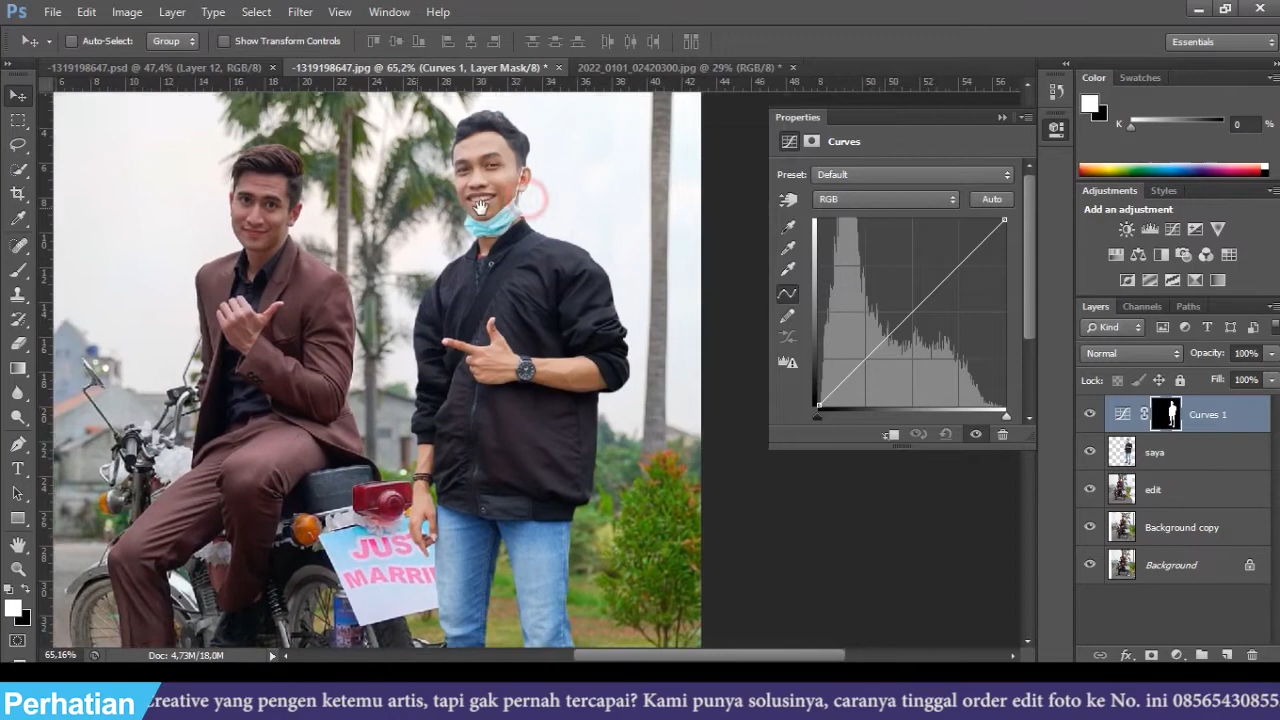 Ps File Edit Image Layer Type Select Filter 3D View Window Help
Auto-Select: Group Show Transform Controls Essentials
-1319198647.psd @ 47,4% (Layer 12, RGB/8) × -1319198647.jpg @ 65,2% (Curves 1, Layer Mask/8) * × 2022_0101_02420300.jpg @ 29% (RGB/8) * ×
Properties
Curves
Preset: Default
RGB Auto
Color Swatches
K 0 %
Adjustments Styles
Add an adjustment
Layers Channels Paths
Kind
Normal Opacity: 100%
Lock: Fill: 100%
Curves 1
saya
edit
Background copy
Background
JUST
MARRI
65,16% Doc: 4,73M/18,0M
Perhatian Creative yang pengen ketemu artis, tapi gak pernah tercapai? Kami punya solusinya, caranya tinggal order edit foto ke No. ini 08565430855